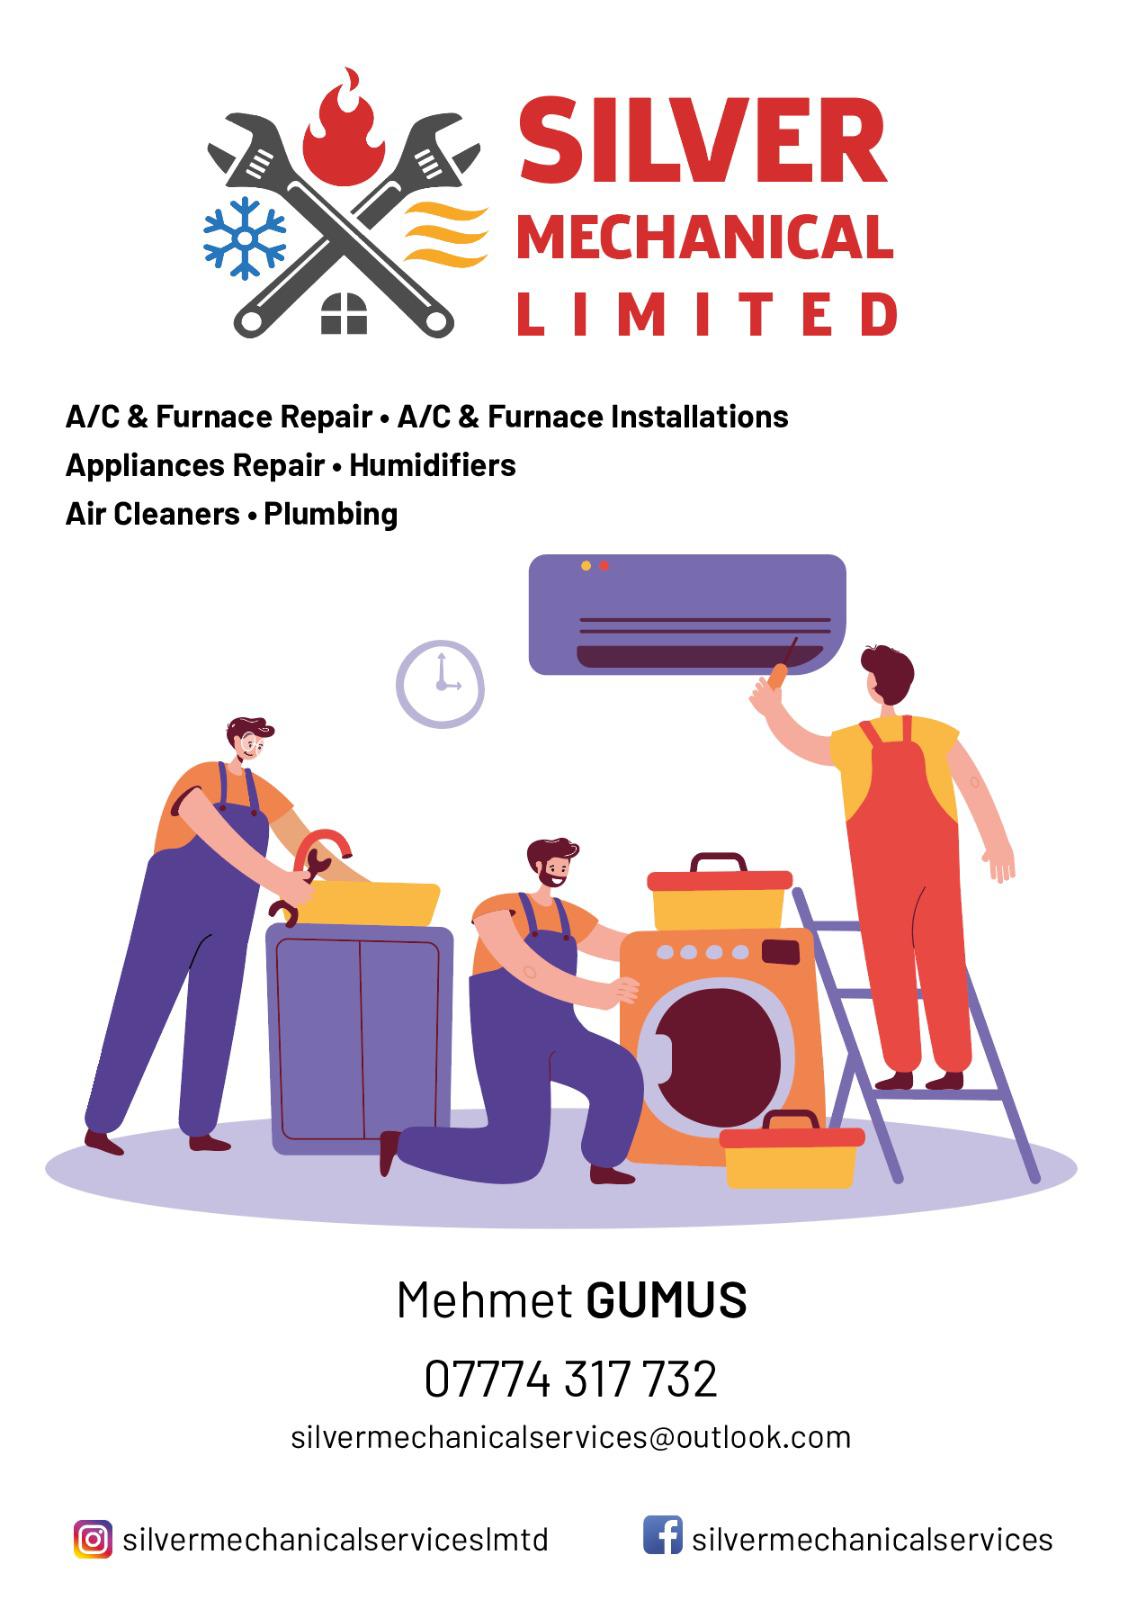 SILVER
MECHANICAL
LIMITED
A/C & Furnace Repair • A/C & Furnace Installations
Appliances Repair • Humidifiers
Air Cleaners • Plumbing
Mehmet GUMUS
07774 317 732
silvermechanicalservices@outlook.com
silvermechanicalserviceslmtd
silvermechanicalservices